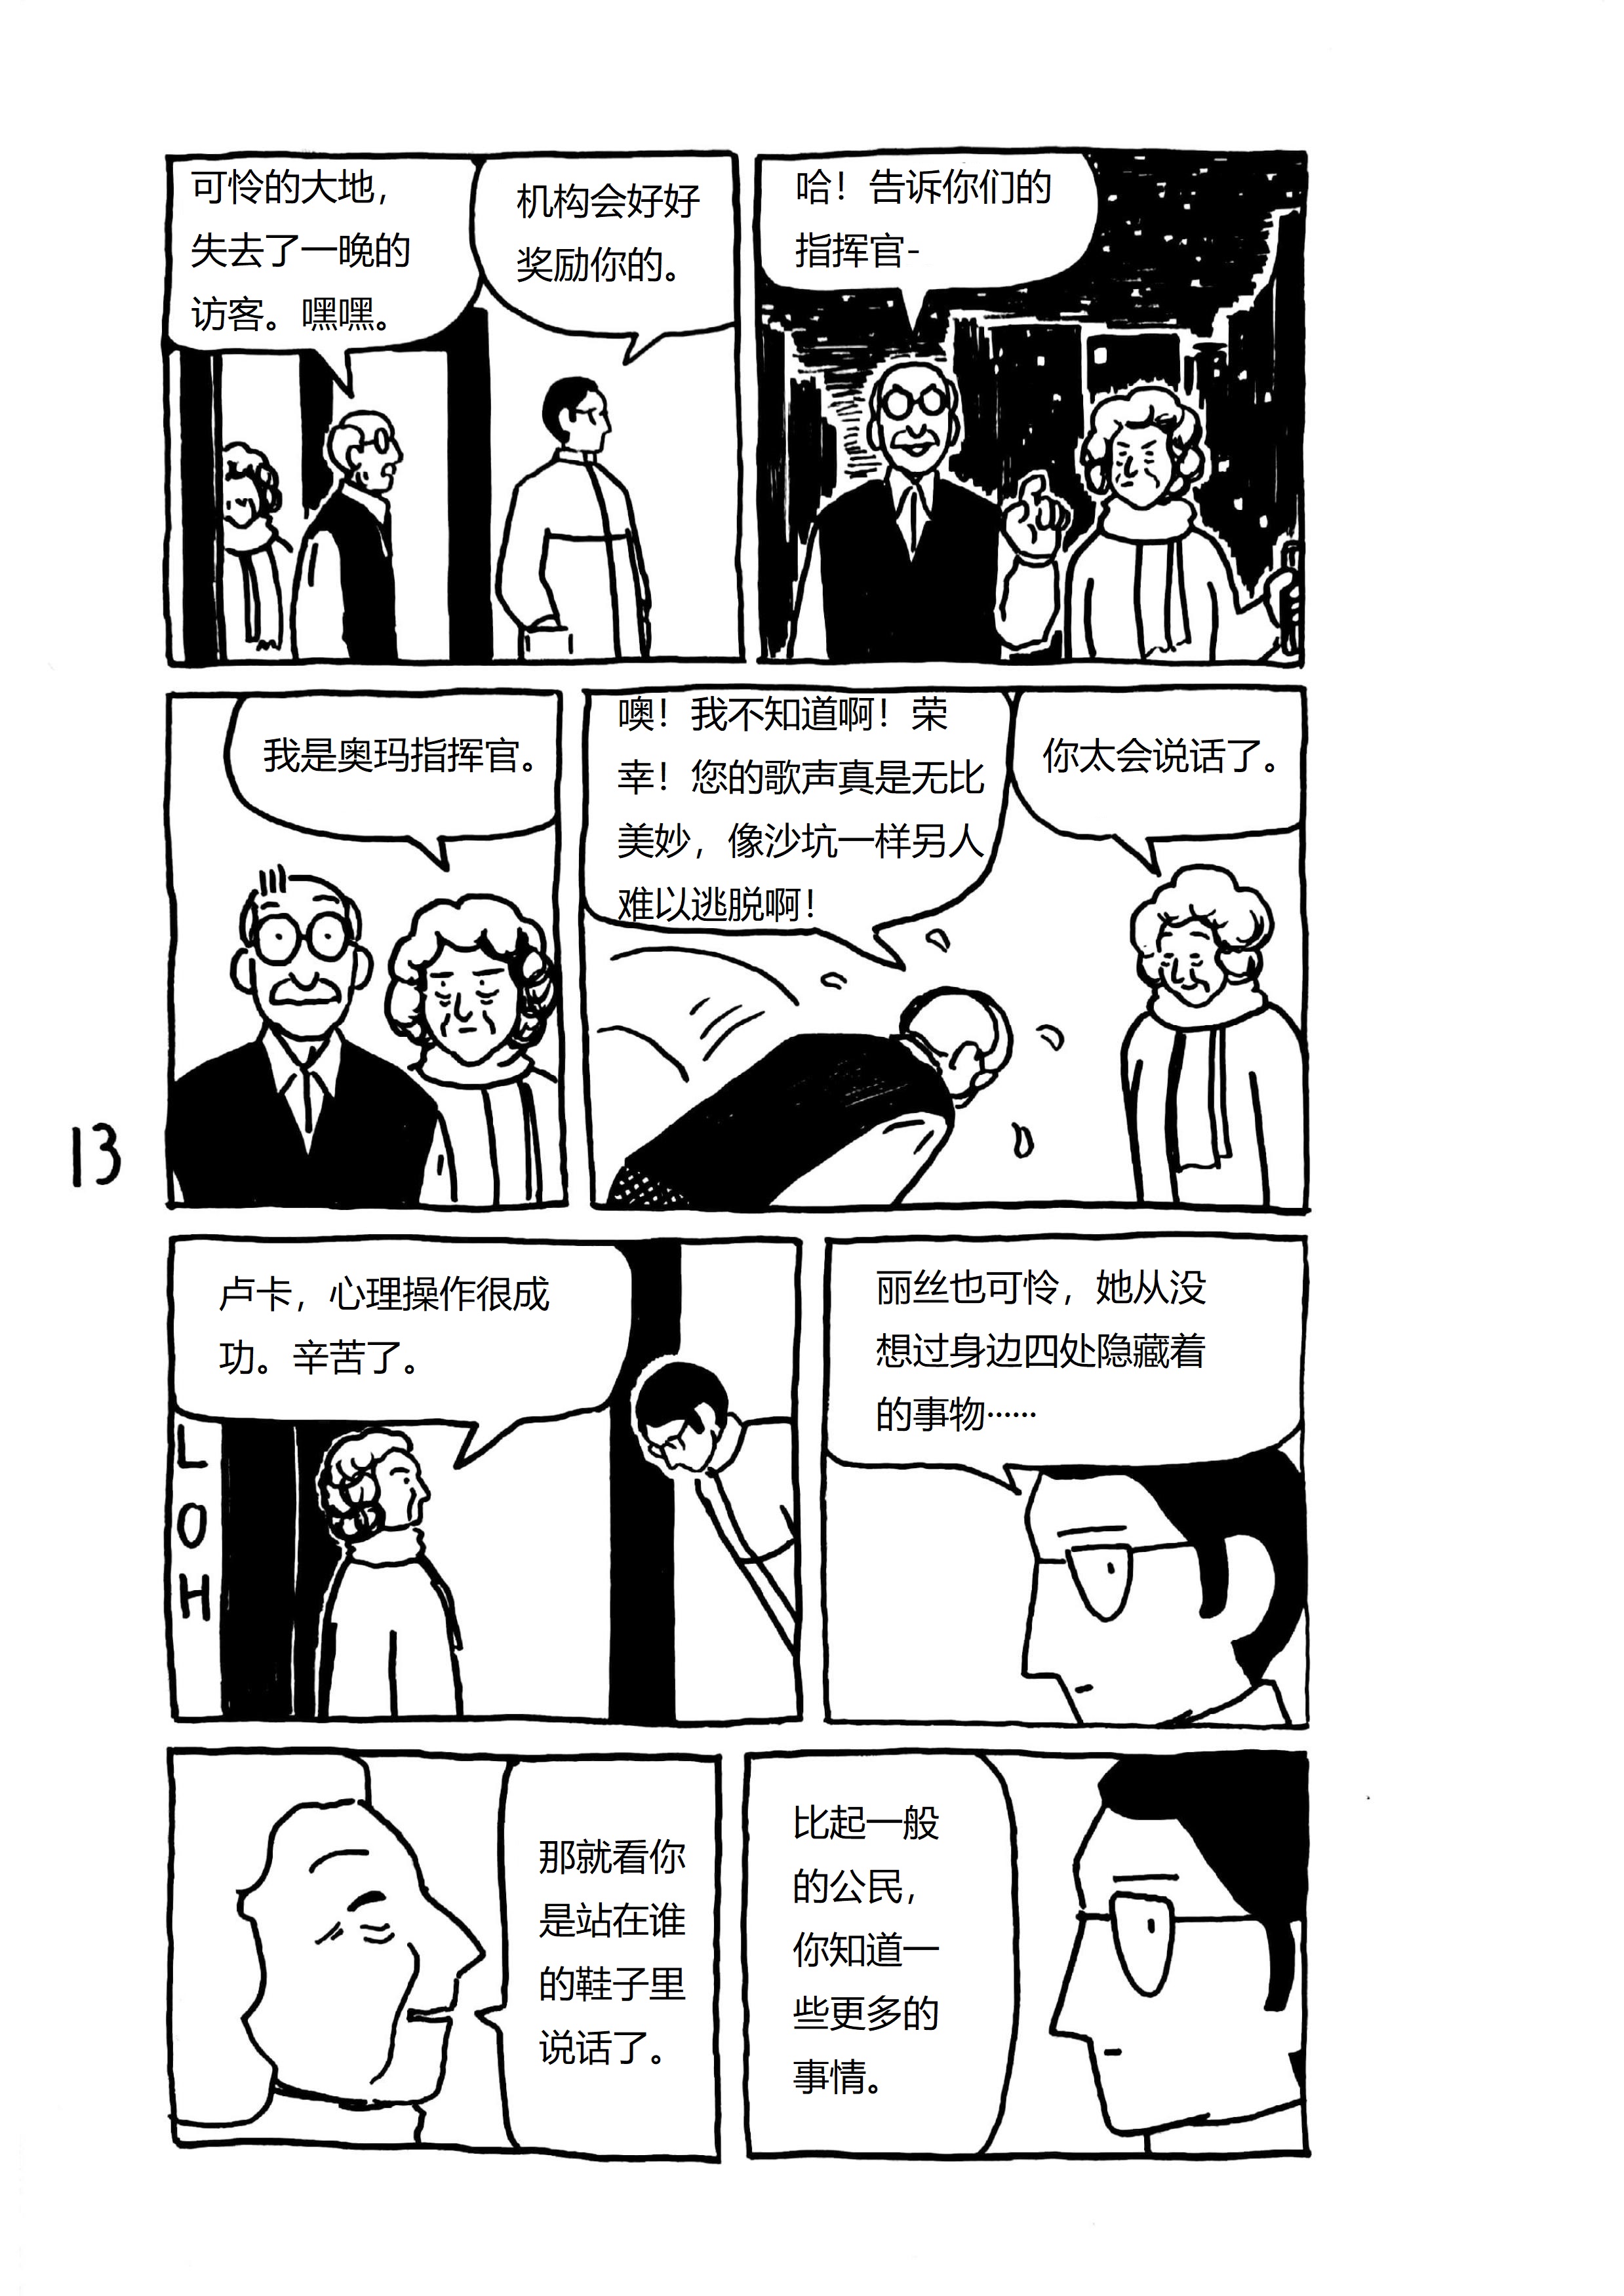 可怜的大地，
失去了一晚的
访客。嘿嘿。
机构会好好
奖励你的。
哈！告诉你们的
指挥官-
我是奥玛指挥官。
噢！我不知道啊！荣
幸！您的歌声真是无比
美妙，像沙坑一样另人
难以逃脱啊！
你太会说话了。
13
卢卡，心理操作很成
功。辛苦了。
L
O
H
丽丝也可怜，她从没
想过身边四处隐藏着
的事物……
那就看你
是站在谁
的鞋子里
说话了。
比起一般
的公民，
你知道一
些更多的
事情。